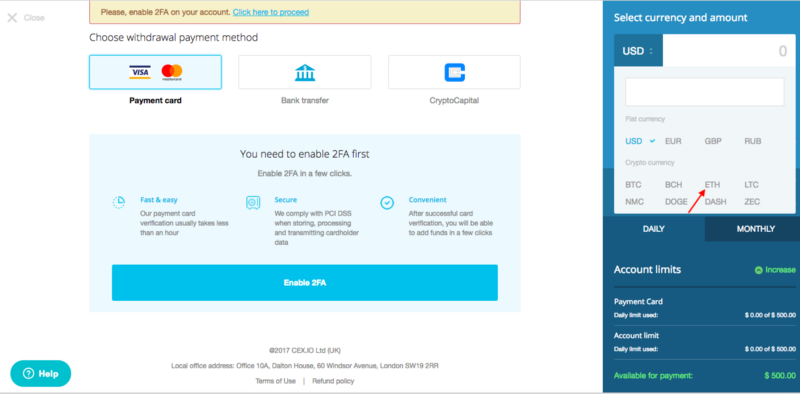 Please, enable 2FA on your account. Click here to proceed
Close
Choose withdrawal payment method
VISA
mastercard
Payment card
Bank transfer
CryptoCapital
You need to enable 2FA first
Enable 2FA in a few clicks.
Fast & easy
Our payment card
verification usually takes
less than an hour
Secure
We comply with PCI DSS
when storing, processing
and transmitting cardholder
data
Convenient
After successful card
verification, you will be able
to add funds in a few clicks
Enable 2FA
@2017 CEX.IO Ltd (UK)
Local office address: Office 10A, Dalton House, 60 Windsor Avenue, London SW19 2RR
Terms of Use | Refund policy
Help
Select currency and amount
USD : 0
Fiat currency
USD EUR GBP RUB
Crypto currency
BTC BCH ETH LTC
NMC DOGE DASH ZEC
DAILY MONTHLY
Account limits Increase
Payment Card
Daily limit used: $ 0.00 of $ 500.00
Account limit
Daily limit used: $ 0.00 of $ 500.00
Available for payment: $ 500.00